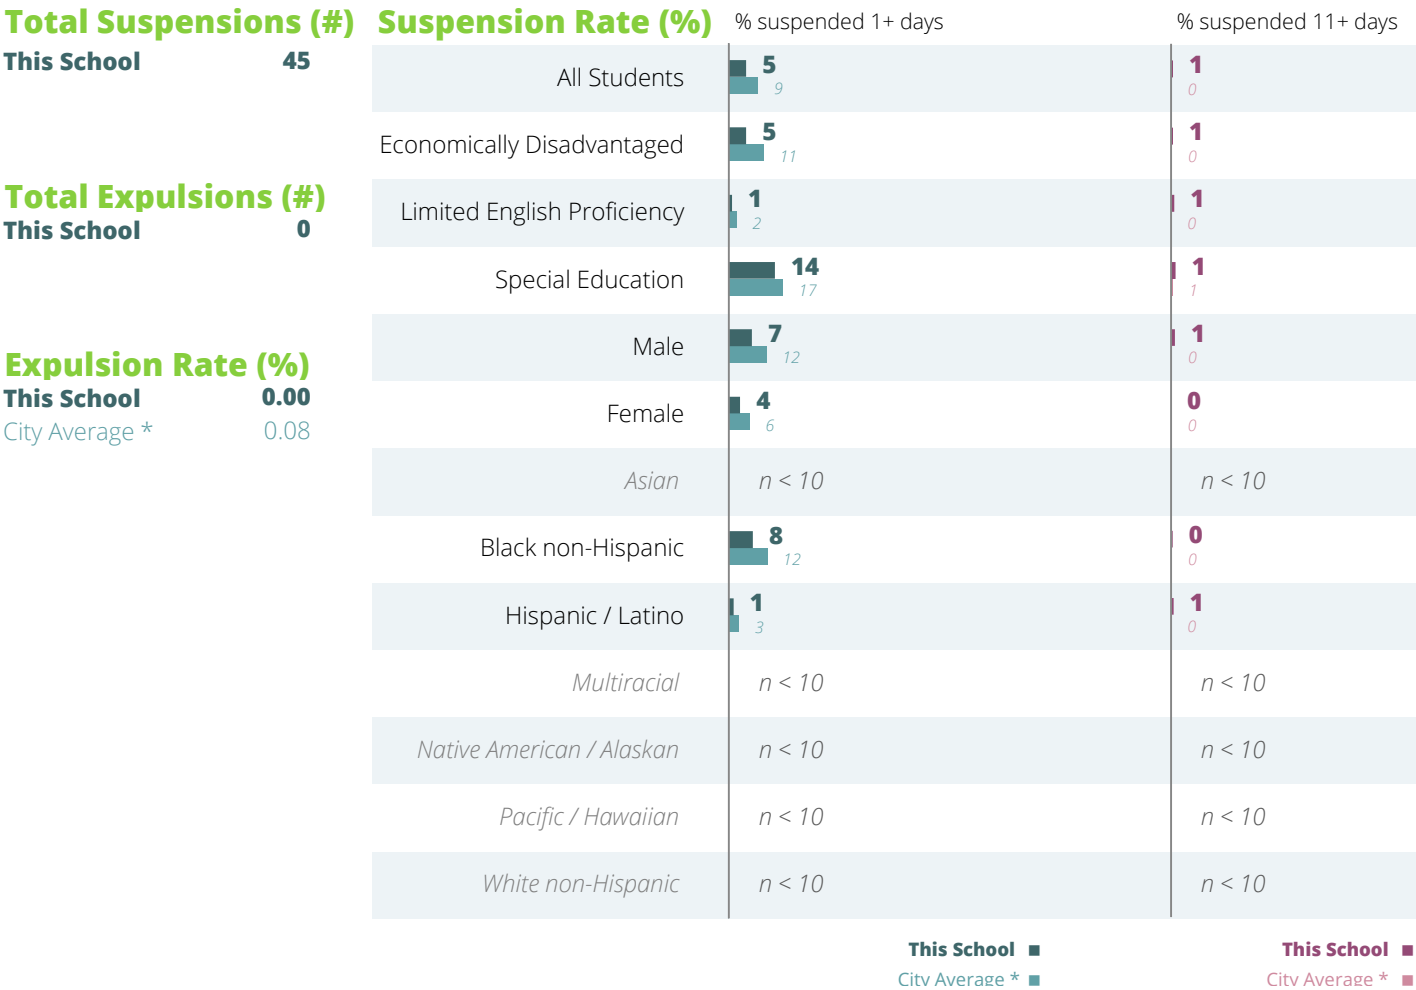 Total Suspensions (#)
This School 45
Total Expulsions (#)
This School 0
Expulsion Rate (%)
This School 0.00
City Average * 0.08
Suspension Rate (%) % suspended 1+ days % suspended 11+ days
All Students 5 1
9 0
Economically Disadvantaged 5 1
11 0
Limited English Proficiency 1 1
2 0
Special Education 14 1
17 1
Male 7 1
12 0
Female 4 0
6 0
Asian n < 10 n < 10
Black non-Hispanic 8 0
12 0
Hispanic / Latino 1 1
3 0
Multiracial n < 10 n < 10
Native American / Alaskan n < 10 n < 10
Pacific / Hawaiian n < 10 n < 10
White non-Hispanic n < 10 n < 10
This School This School
City Average * City Average *